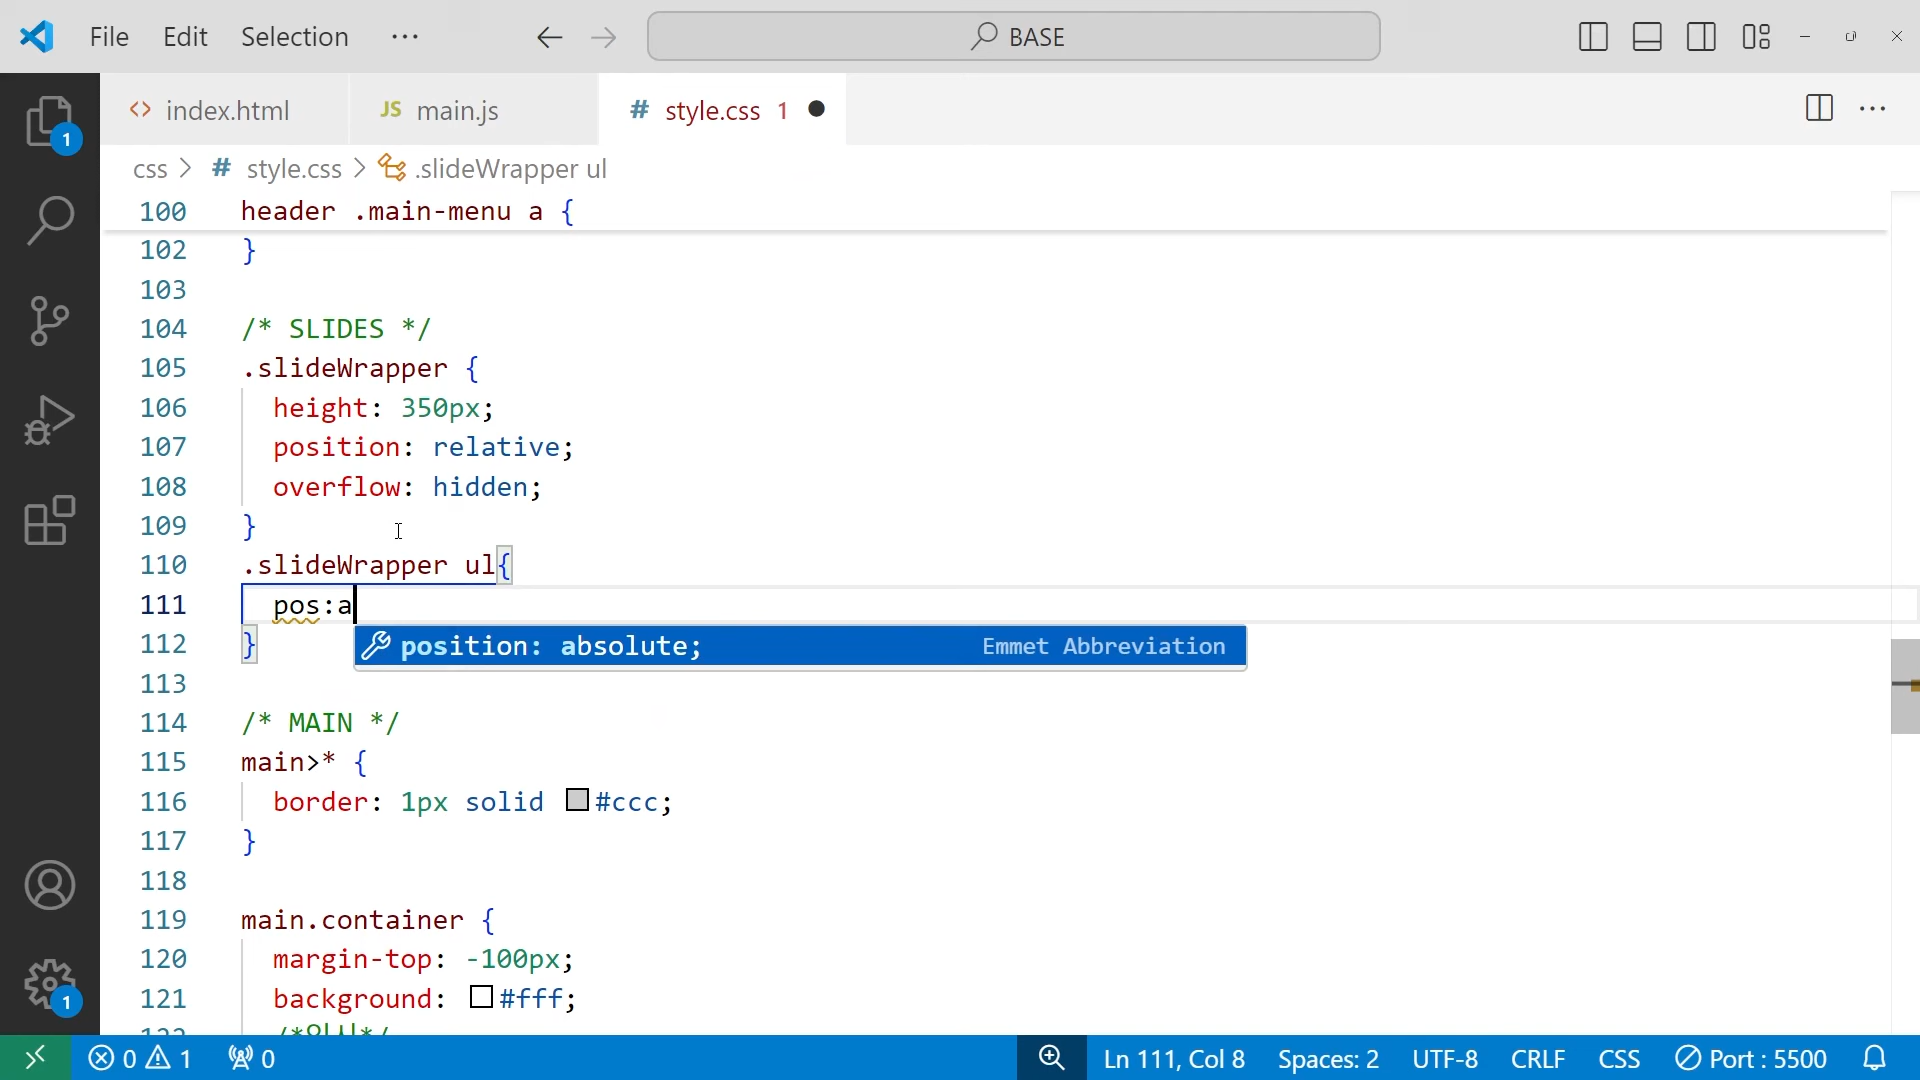 File Edit Selection ··· BASE
index.html JS main.js # style.css 1
css > # style.css > .slideWrapper ul
100 header .main-menu a {
102 }
103
104 /* SLIDES */
105 .slideWrapper {
106 height: 350px;
107 position: relative;
108 overflow: hidden;
109 }
110 .slideWrapper ul{
111 pos:a
position: absolute; Emmet Abbreviation
112 }
113
114 /* MAIN */
115 main>* {
116 border: 1px solid #ccc;
117 }
118
119 main.container {
120 margin-top: -100px;
121 background: #fff;
1
1
0 1 0 Ln 111, Col 8 Spaces: 2 UTF-8 CRLF CSS Port : 5500